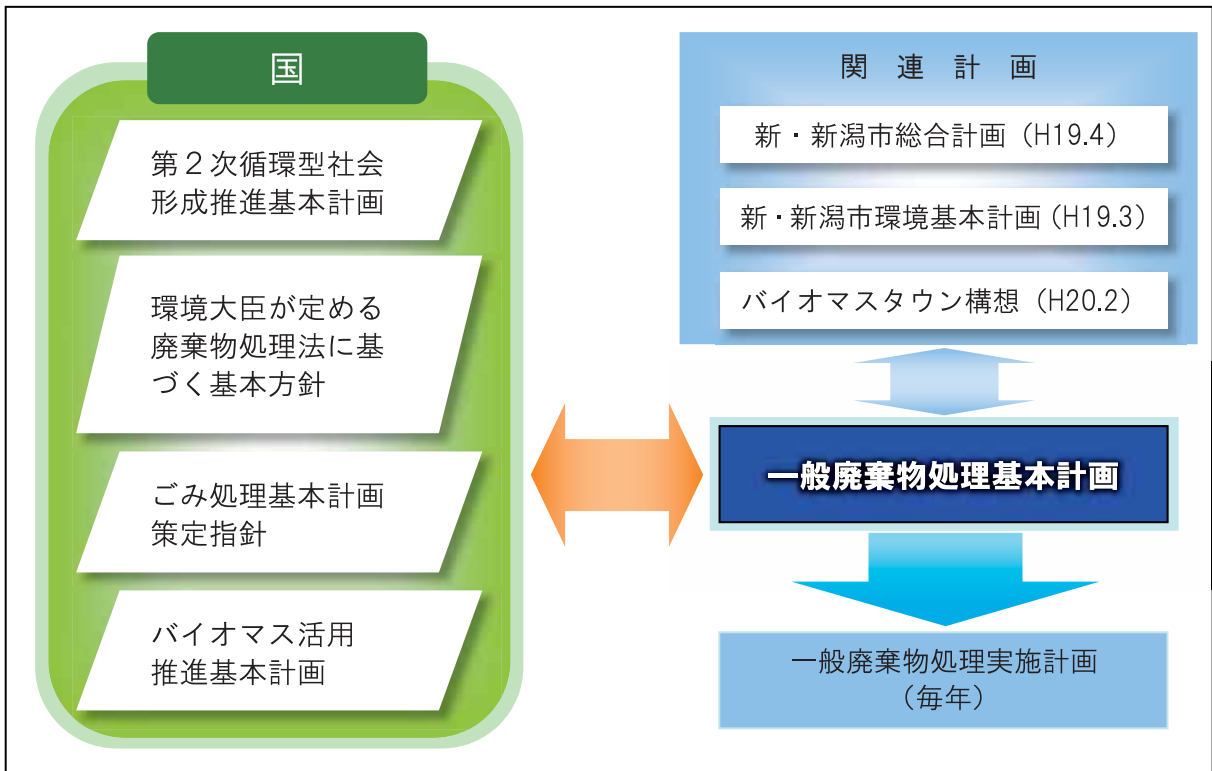 国
第２次循環型社会
形成推進基本計画
環境大臣が定める
廃棄物処理法に基
づく基本方針
ごみ処理基本計画
策定指針
バイオマス活用
推進基本計画
関連計画
新・新潟市総合計画（H19.4）
新・新潟市環境基本計画（H19.3）
バイオマスタウン構想（H20.2）
一般廃棄物処理基本計画
一般廃棄物処理実施計画
（毎年）